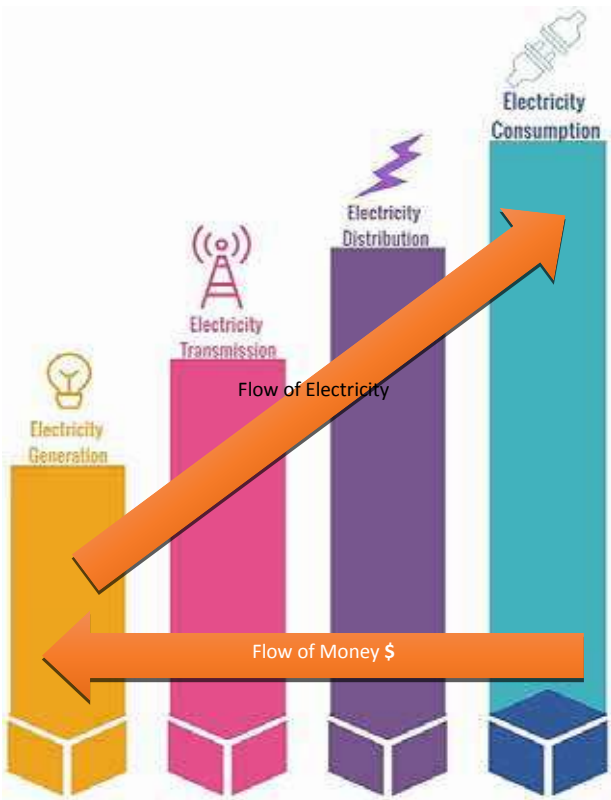 Electricity
Consumption
Electricity
Distribution
Electricity
Transmission
Flow of Electricity
Electricity
Generation
Flow of Money $